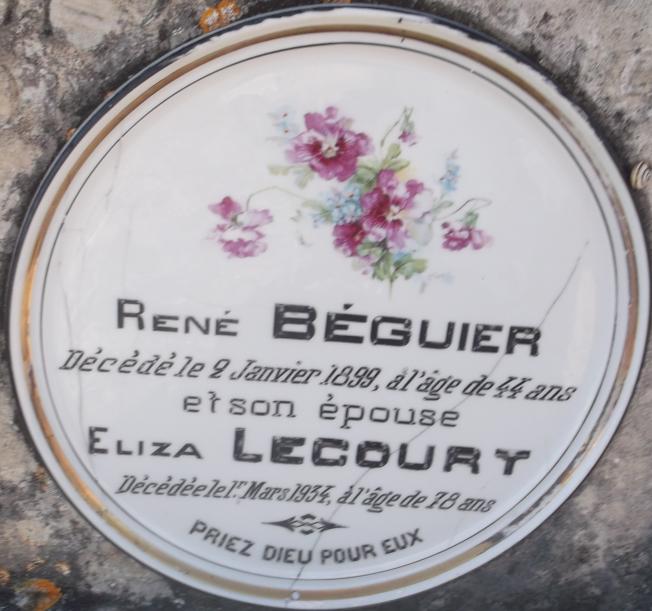 RENÉ BÉGUIER
Décédé le 2 Janvier 1899, à l'âge de 44 ans
et son épouse
ELIZA LECOURT
Décédée le 1er Mars 1934, à l'âge de 78 ans
PRIEZ DIEU POUR EUX